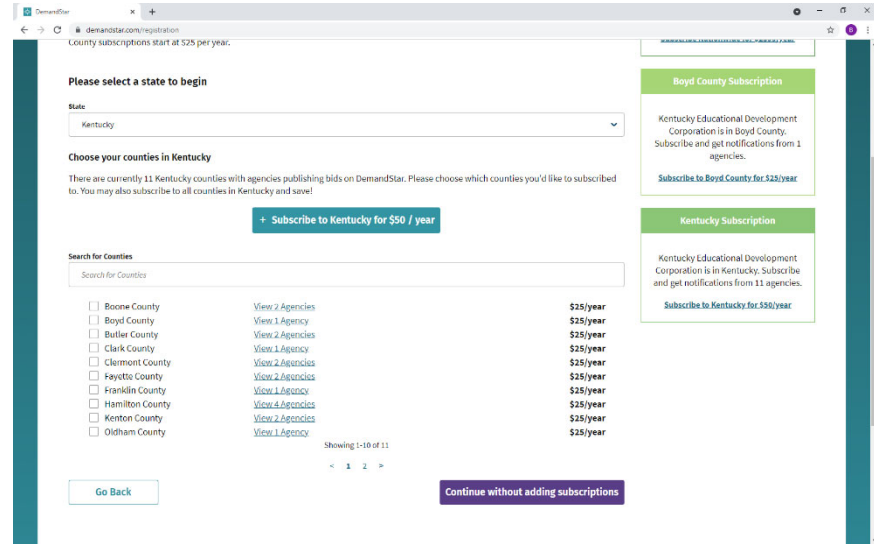 DemandStar
demandstar.com/registration
County subscriptions start at $25 per year.
Please select a state to begin
State
Kentucky
Choose your counties in Kentucky
There are currently 11 Kentucky counties with agencies publishing bids on DemandStar. Please choose which counties you'd like to subscribed
to. You may also subscribe to all counties in Kentucky and save!
+ Subscribe to Kentucky for $50 / year
Search for Counties
Search for Counties
Boone County View 2 Agencies $25/year
Boyd County View 1 Agency $25/year
Butler County View 2 Agencies $25/year
Clark County View 1 Agency $25/year
Clermont County View 2 Agencies $25/year
Fayette County View 2 Agencies $25/year
Franklin County View 1 Agency $25/year
Hamilton County View 4 Agencies $25/year
Kenton County View 2 Agencies $25/year
Oldham County View 1 Agency $25/year
Showing 1-10 of 11
< 1 2 >
Go Back
Continue without adding subscriptions
Boyd County Subscription
Kentucky Educational Development
Corporation is in Boyd County.
Subscribe and get notifications from 1
agencies.
Subscribe to Boyd County for $25/year
Kentucky Subscription
Kentucky Educational Development
Corporation is in Kentucky. Subscribe
and get notifications from 11 agencies.
Subscribe to Kentucky for $50/year